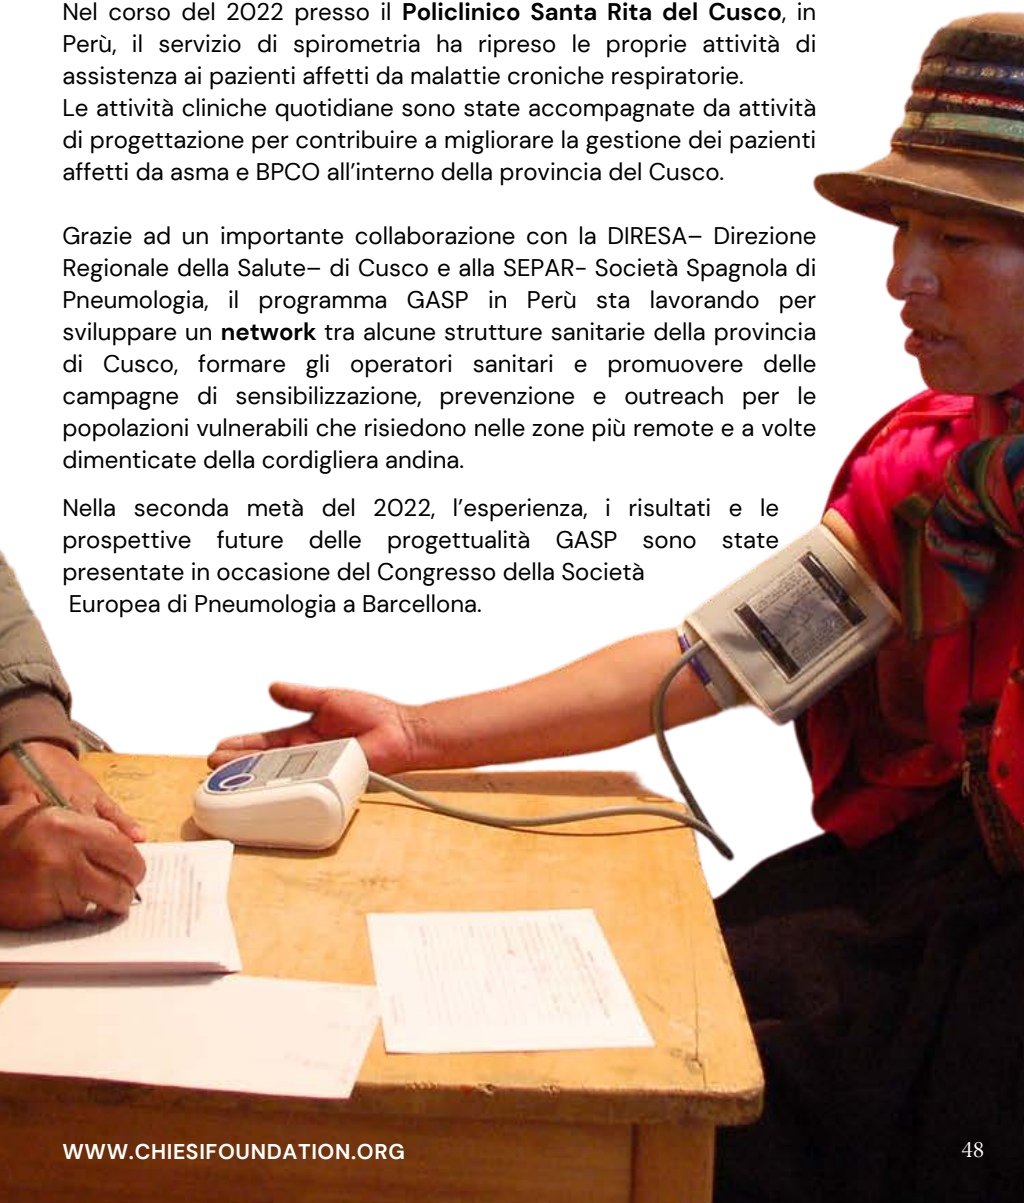 Nel corso del 2022 presso il Policlinico Santa Rita del Cusco, in
Perù, il servizio di spirometria ha ripreso le proprie attività di
assistenza ai pazienti affetti da malattie croniche respiratorie.
Le attività cliniche quotidiane sono state accompagnate da attività
di progettazione per contribuire a migliorare la gestione dei pazienti
affetti da asma e BPCO all'interno della provincia del Cusco.
Grazie ad un importante collaborazione con la DIRESA– Direzione
Regionale della Salute– di Cusco e alla SEPAR- Società Spagnola di
Pneumologia, il programma GASP in Perù sta lavorando per
sviluppare un network tra alcune strutture sanitarie della provincia
di Cusco, formare gli operatori sanitari e promuovere delle
campagne di sensibilizzazione, prevenzione e outreach per le
popolazioni vulnerabili che risiedono nelle zone più remote e a volte
dimenticate della cordigliera andina.
Nella seconda metà del 2022, l'esperienza, i risultati e le
prospettive future delle progettualità GASP sono state
presentate in occasione del Congresso della Società
Europea di Pneumologia a Barcellona.
WWW.CHIESIFOUNDATION.ORG
48